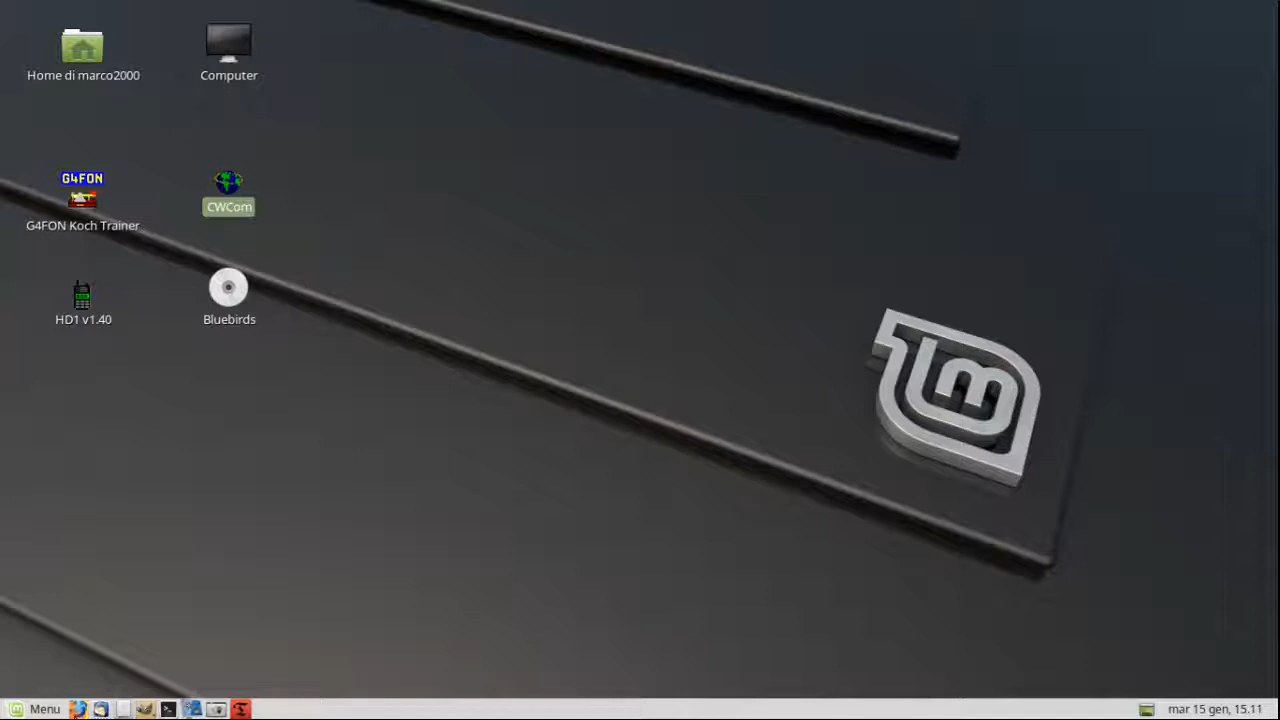 Home di marco2000
Computer
G4FON
G4FON Koch Trainer
CWCom
HD1 v1.40
Bluebirds
Menu
mar 15 gen, 15.11